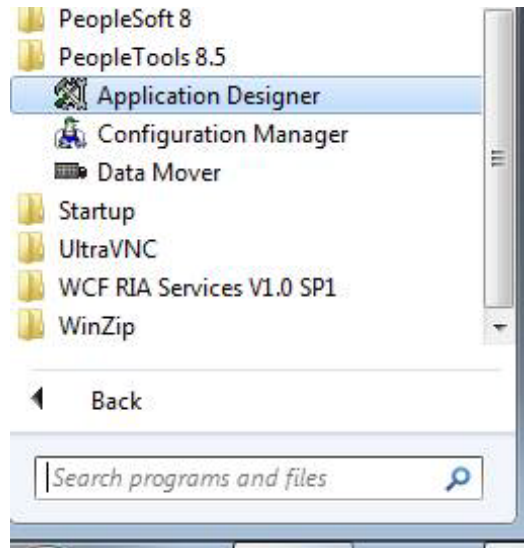 PeopleSoft 8
PeopleTools 8.5
Application Designer
Configuration Manager
Data Mover
Startup
UltraVNC
WCF RIA Services V1.0 SP1
WinZip
Back
Search programs and files